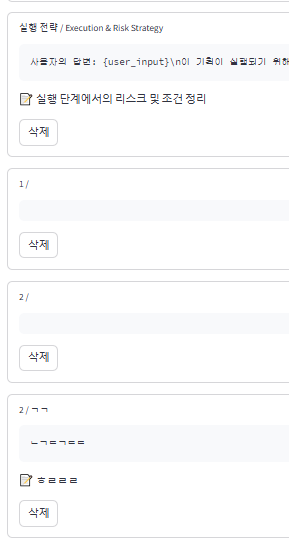 실행 전략 / Execution & Risk Strategy
사용자의 답변: {user_input}\n이 기획이 실행되기 위해
📝 실행 단계에서의 리스크 및 조건 정리
삭제
1 /
삭제
2 /
삭제
2 / ㄱㄱ
ㄴㄱㄹㄱㄹㄹ
📝 ㅎㄹㄹㄹ
삭제